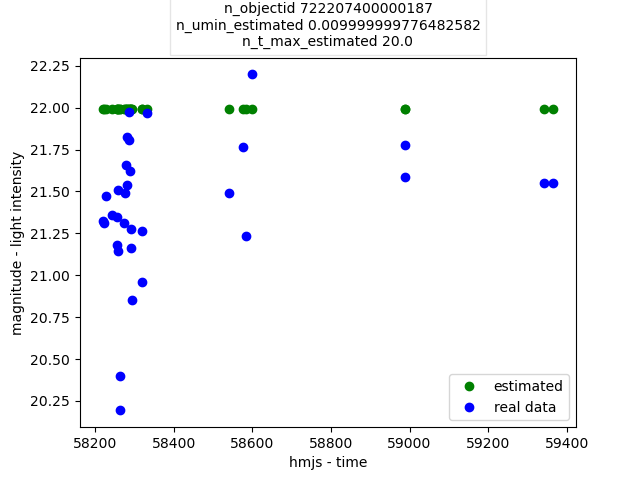 n_objectid 722207400000187
n_umin_estimated 0.009999999776482582
n_t_max_estimated 20.0
22.25
22.00
21.75
21.50
21.25
21.00
20.75
20.50
20.25
magnitude - light intensity
estimated
real data
58200 58400 58600 58800 59000 59200 59400
hmjs - time